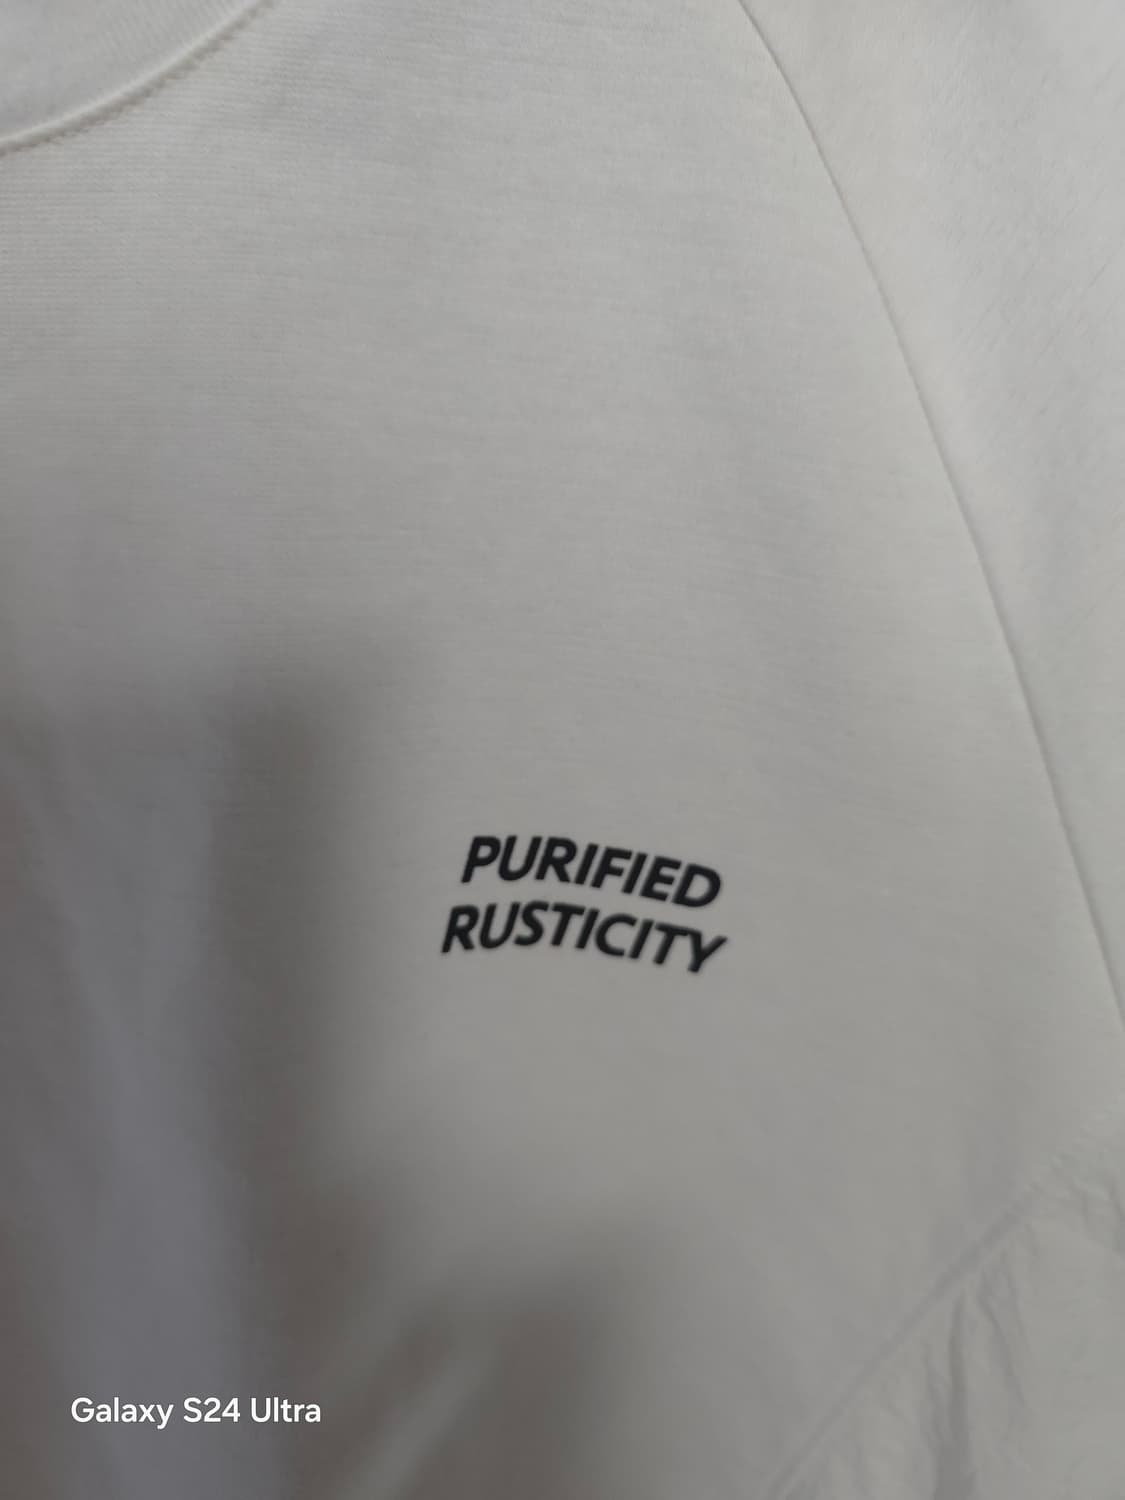 PURIFIED
RUSTICITY
Galaxy S24 Ultra